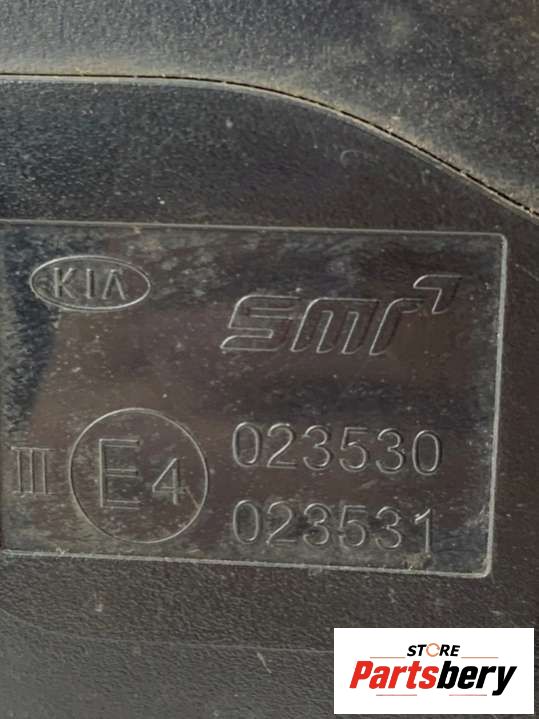 KIA
smr
III
E4
023530
023531
STORE
Partsbery